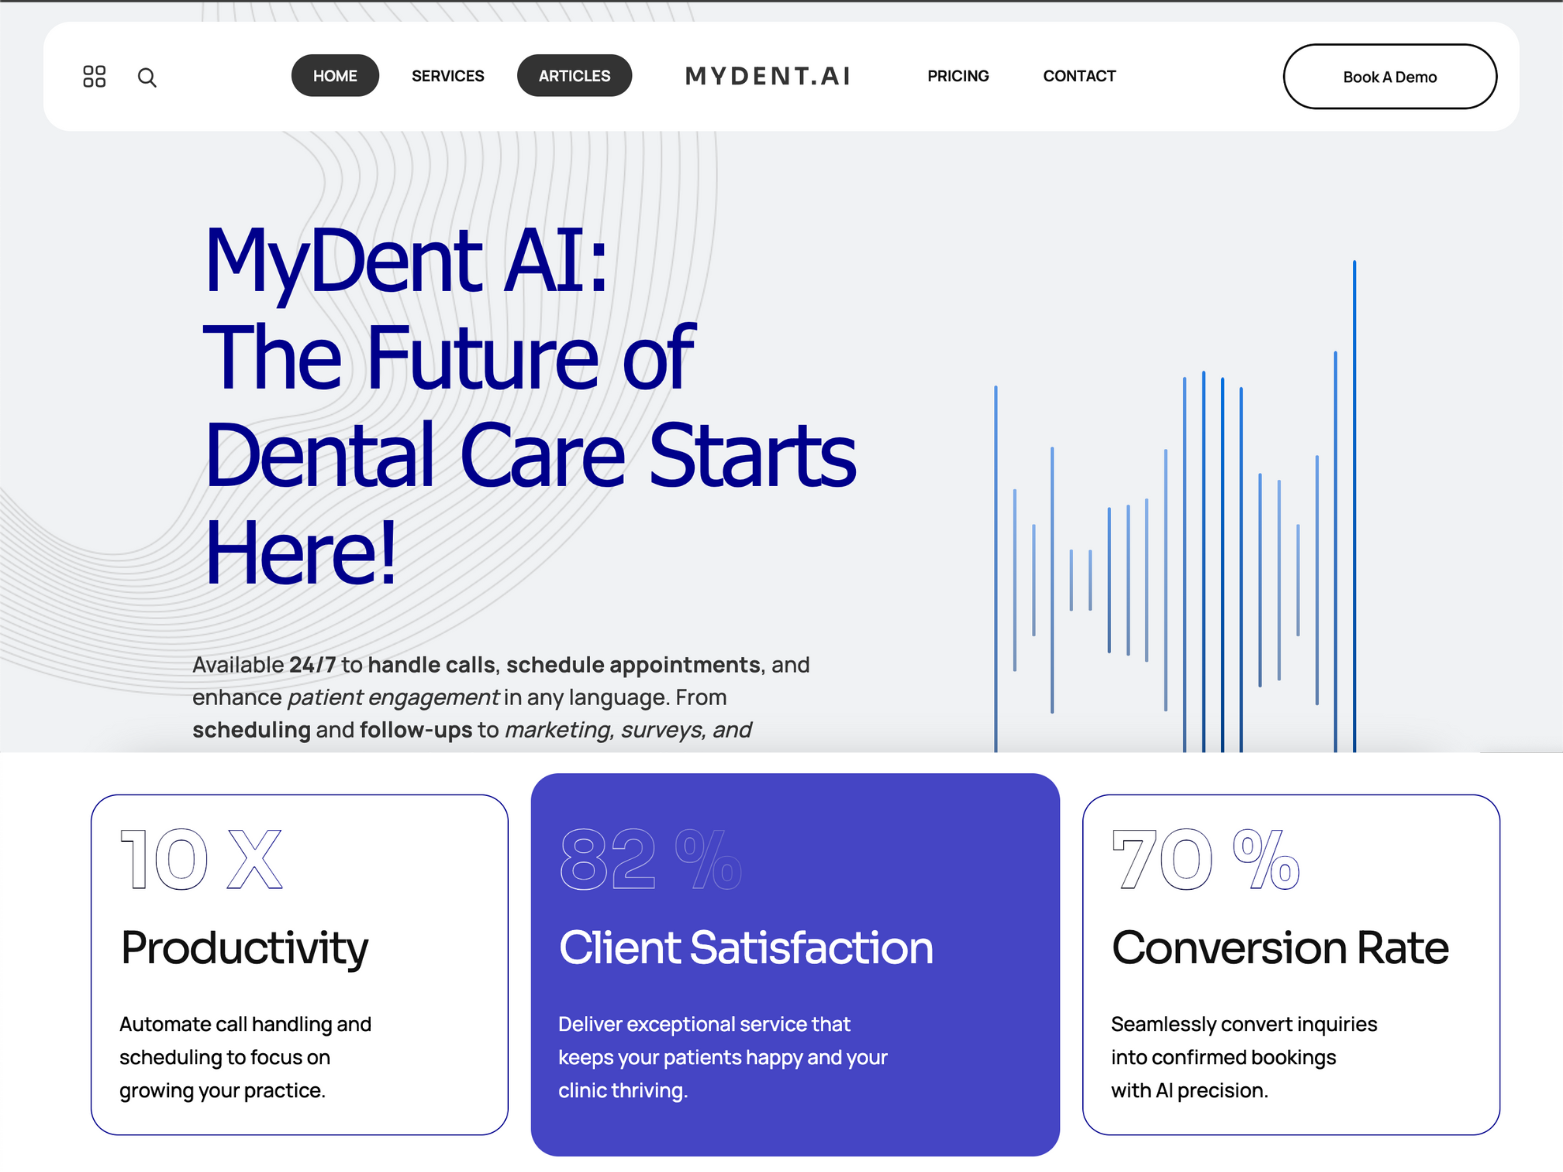 HOME SERVICES ARTICLES MYDENT.AI PRICING CONTACT Book A Demo
MyDent AI:
The Future of
Dental Care Starts
Here!
Available 24/7 to handle calls, schedule appointments, and
enhance patient engagement in any language. From
scheduling and follow-ups to marketing, surveys, and
10 X
Productivity
Automate call handling and
scheduling to focus on
growing your practice.
82 %
Client Satisfaction
Deliver exceptional service that
keeps your patients happy and your
clinic thriving.
70 %
Conversion Rate
Seamlessly convert inquiries
into confirmed bookings
with AI precision.